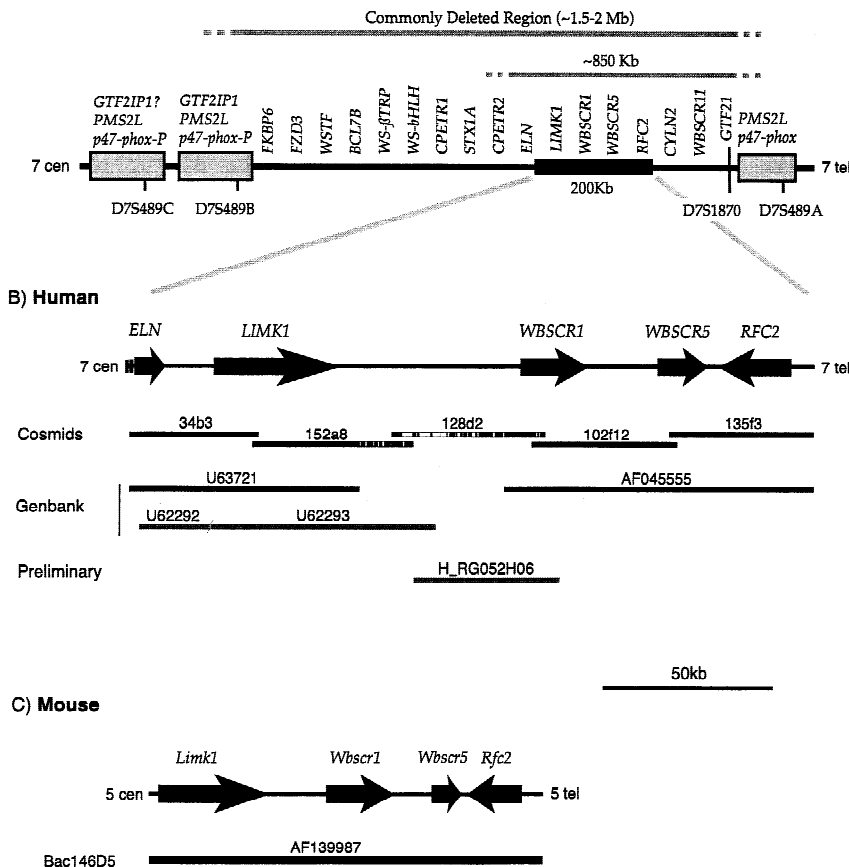 Commonly Deleted Region (~1.5-2 Mb)
~850 Kb
GTF2IP1?
PMS2L
p47-phox-P
GTF2IP1
PMS2L
p47-phox-P
FKBP6
FZD3
WSTF
BCL7B
WS-βTRP
WS-bHLH
CPETR1
STX1A
CPETR2
ELN
LIMK1
WBSCR1
WBSCR5
RFC2
CYLN2
WBSCR11
GTF21
PMS2L
p47-phox
7 cen
7 tel
200Kb
D7S489C
D7S489B
D7S1870
D7S489A
B) Human
ELN
LIMK1
WBSCR1
WBSCR5
RFC2
7 cen
7 tel
Cosmids
34b3
152a8
128d2
102f12
135f3
Genbank
U63721
AF045555
U62292
U62293
Preliminary
H_RG052H06
50kb
C) Mouse
Limk1
Wbscr1
Wbscr5
Rfc2
5 cen
5 tel
Bac146D5
AF139987